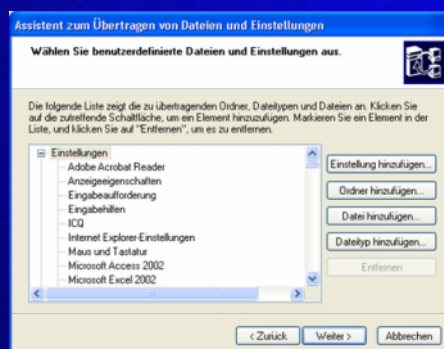 Assistent zum Übertragen von Dateien und Einstellungen
Wählen Sie benutzerdefinierte Dateien und Einstellungen aus.
Die folgende Liste zeigt die zu übertragenden Ordner, Dateitypen und Dateien an. Klicken Sie
auf die zutreffende Schaltfläche, um ein Element hinzuzufügen. Markieren Sie ein Element in der
Liste, und klicken Sie auf "Entfernen", um es zu entfernen.
Einstellungen
Adobe Acrobat Reader
Anzeigeeigenschaften
Eingabeaufforderung
Eingabehilfen
ICQ
Internet Explorer-Einstellungen
Maus und Tastatur
Microsoft Access 2002
Microsoft Excel 2002
Einstellung hinzufügen...
Ordner hinzufügen...
Datei hinzufügen...
Dateityp hinzufügen...
Entfernen
< Zurück
Weiter >
Abbrechen